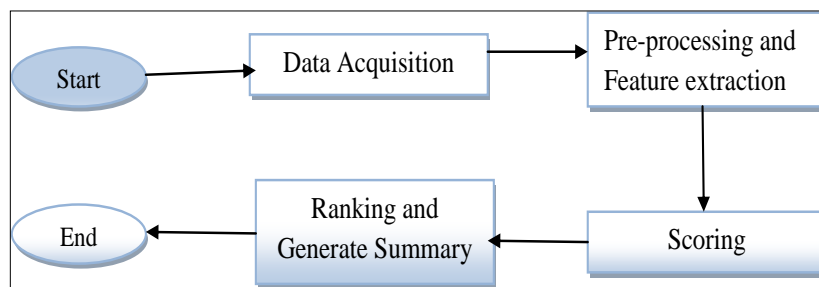 Start
Data Acquisition
Pre-processing and
Feature extraction
Scoring
Ranking and
Generate Summary
End